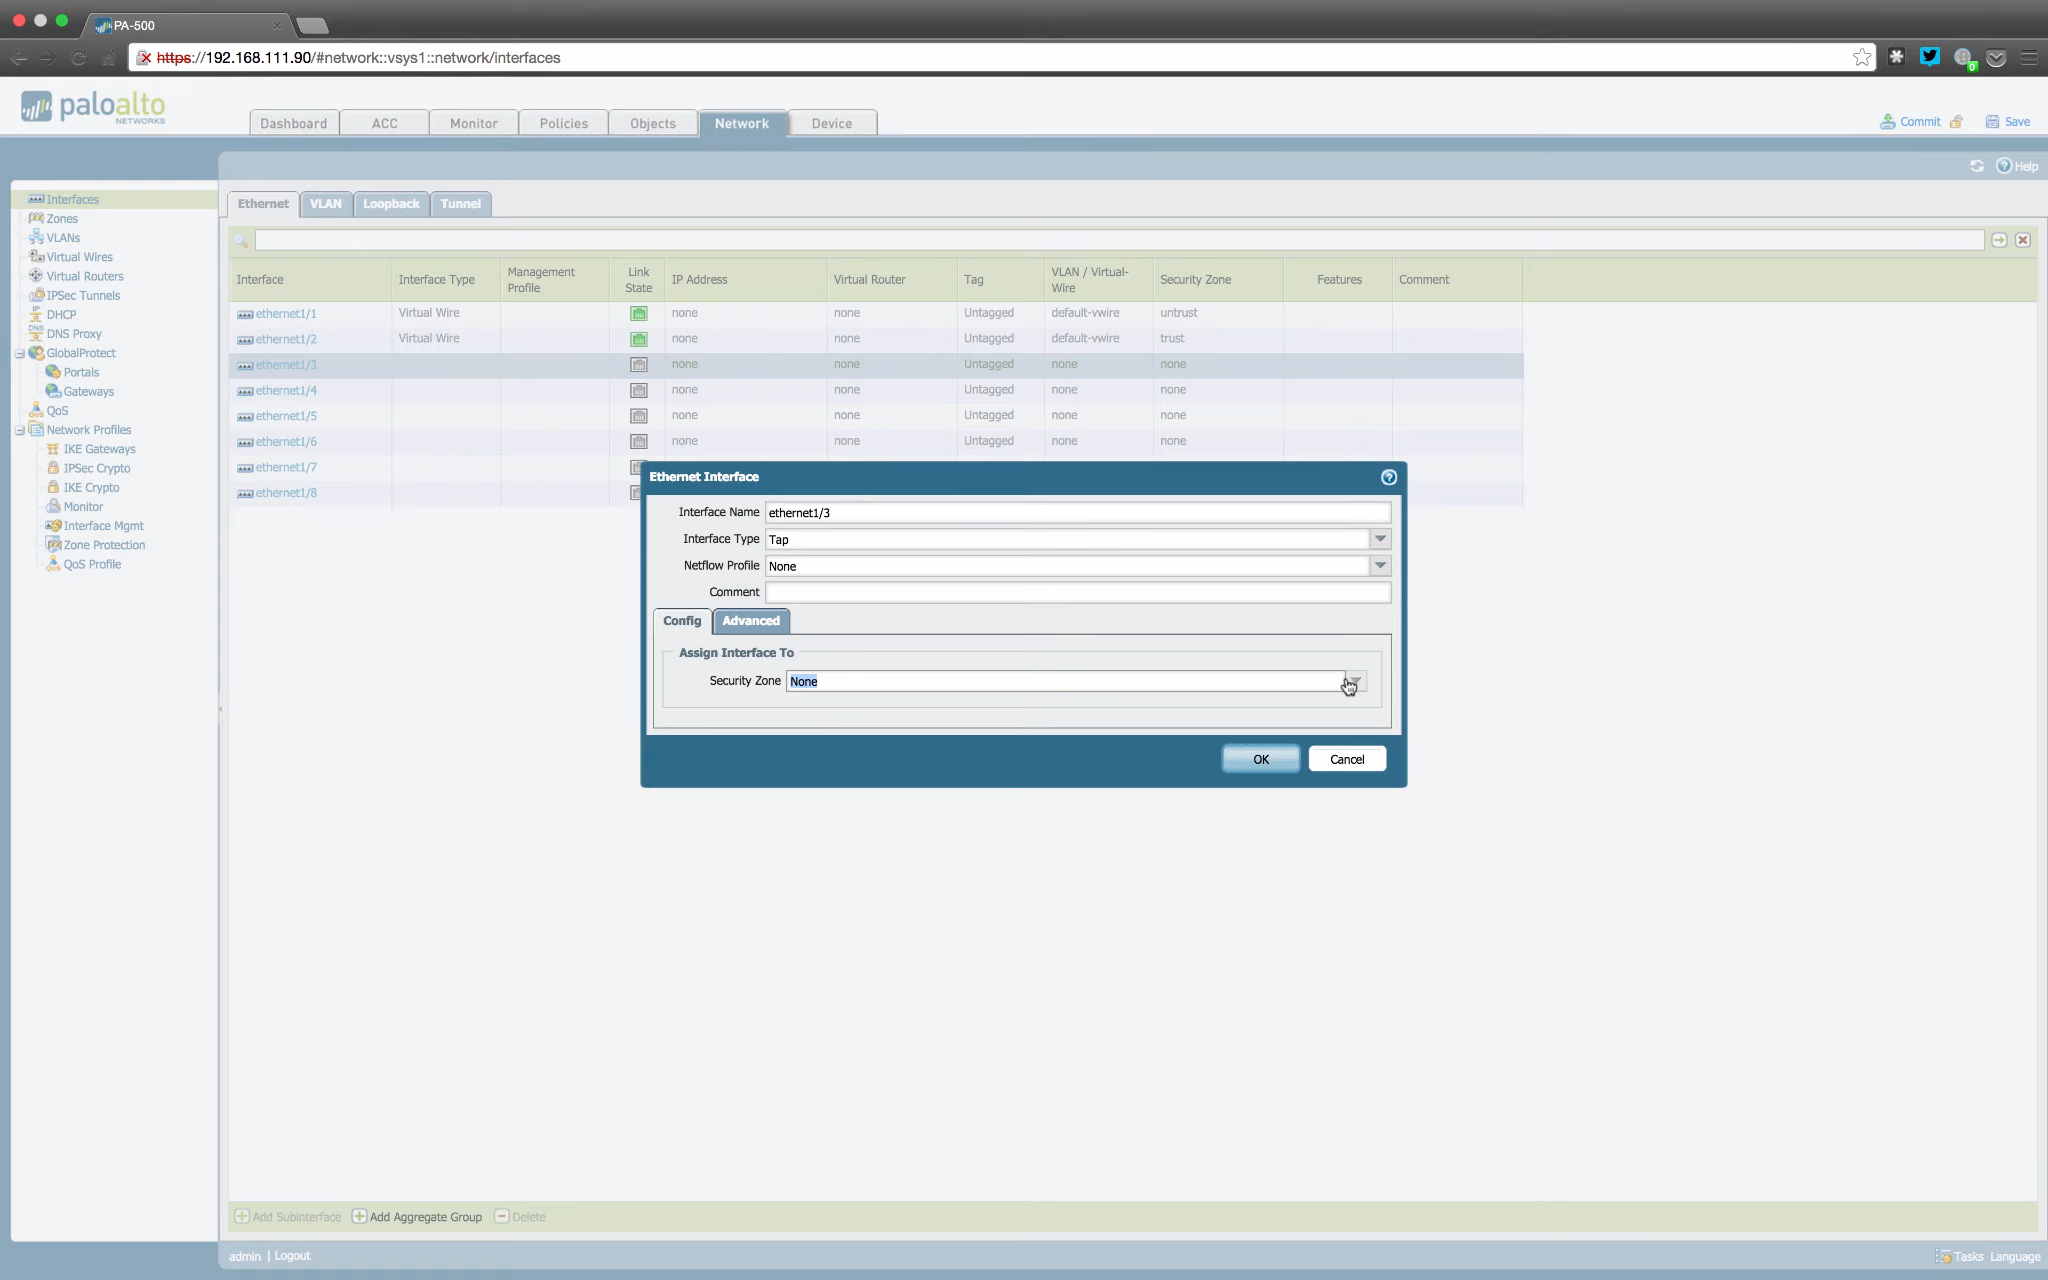 PA-500
https://192.168.111.90/#network::vsys1::network/interfaces
0
paloalto
NETWORKS
Dashboard ACC Monitor Policies Objects Network Device
Commit Save
Help
Interfaces
Zones
VLANs
Virtual Wires
Virtual Routers
IPSec Tunnels
DHCP
DNS Proxy
GlobalProtect
Portals
Gateways
QoS
Network Profiles
IKE Gateways
IPSec Crypto
IKE Crypto
Monitor
Interface Mgmt
Zone Protection
QoS Profile
Ethernet VLAN Loopback Tunnel
Interface Interface Type Management Profile Link State IP Address Virtual Router Tag VLAN / Virtual-Wire Security Zone Features Comment
ethernet1/1 Virtual Wire none none Untagged default-vwire untrust
ethernet1/2 Virtual Wire none none Untagged default-vwire trust
ethernet1/3 none none Untagged none none
ethernet1/4 none none Untagged none none
ethernet1/5 none none Untagged none none
ethernet1/6 none none Untagged none none
ethernet1/7
ethernet1/8
Ethernet Interface
Interface Name ethernet1/3
Interface Type Tap
Netflow Profile None
Comment
Config Advanced
Assign Interface To
Security Zone None
OK Cancel
Add Subinterface Add Aggregate Group Delete
admin | Logout
Tasks Language